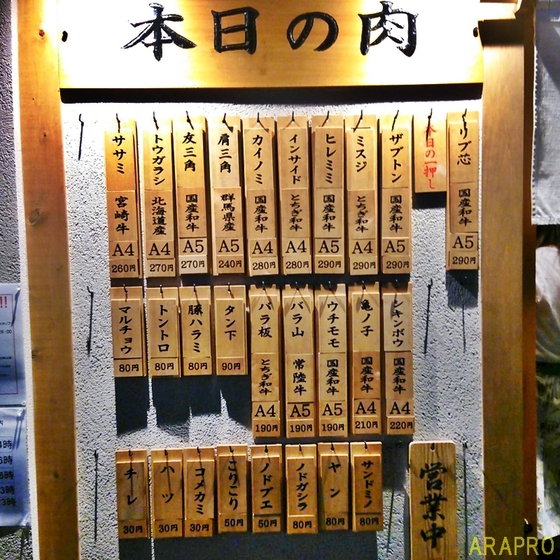 本日の肉
リブ芯 国産和牛 A5 290円
本日の一押し
ザブトン 国産和牛 A5 290円
ミスジ とちぎ和牛 A4 290円
ヒレミミ 国産和牛 A5 290円
インサイド とちぎ和牛 A4 280円
カイノミ 国産和牛 A4 280円
肩三角 群馬県産 A5 240円
友三角 国産和牛 A5 270円
トウガラシ 北海道産 A4 270円
ササミ 宮崎牛 A4 260円
シキンボウ 国産和牛 A4 220円
亀ノ子 国産和牛 A4 210円
ウチモモ 国産和牛 A5 190円
バラ山 常陸牛 A5 190円
バラ板 とちぎ和牛 A4 190円
タン下 90円
豚ハラミ 80円
トントロ 80円
マルチョウ 80円
サンドミノ 80円
ヤン 80円
ノドガシラ 80円
ノドブエ 50円
こりこり 50円
コメカミ 30円
ハツ 30円
チレ 30円
営業中
ARAPRO